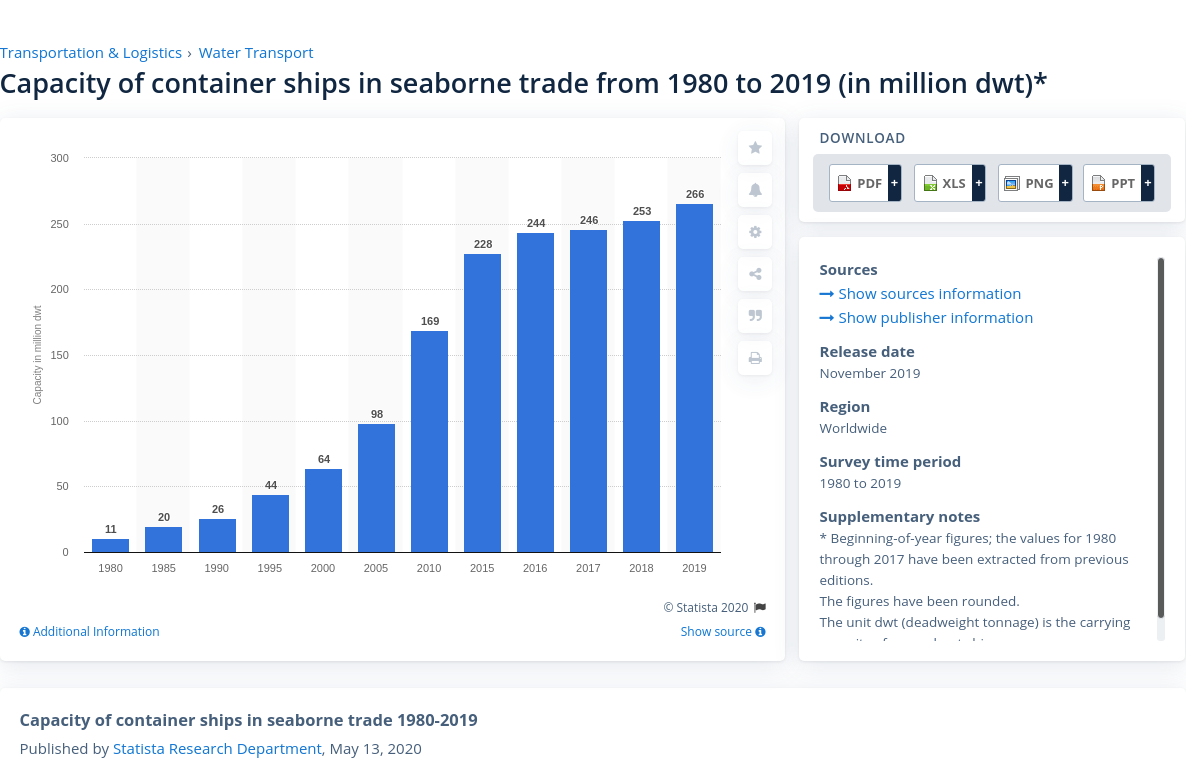 Transportation & Logistics › Water Transport
Capacity of container ships in seaborne trade from 1980 to 2019 (in million dwt)*
300
250
200
150
100
50
0
Capacity in million dwt
11
20
26
44
64
98
169
228
244
246
253
266
1980
1985
1990
1995
2000
2005
2010
2015
2016
2017
2018
2019
© Statista 2020
Additional Information
Show source
DOWNLOAD
PDF +
XLS +
PNG +
PPT +
Sources
Show sources information
Show publisher information
Release date
November 2019
Region
Worldwide
Survey time period
1980 to 2019
Supplementary notes
* Beginning-of-year figures; the values for 1980
through 2017 have been extracted from previous
editions.
The figures have been rounded.
The unit dwt (deadweight tonnage) is the carrying
Capacity of container ships in seaborne trade 1980-2019
Published by Statista Research Department, May 13, 2020